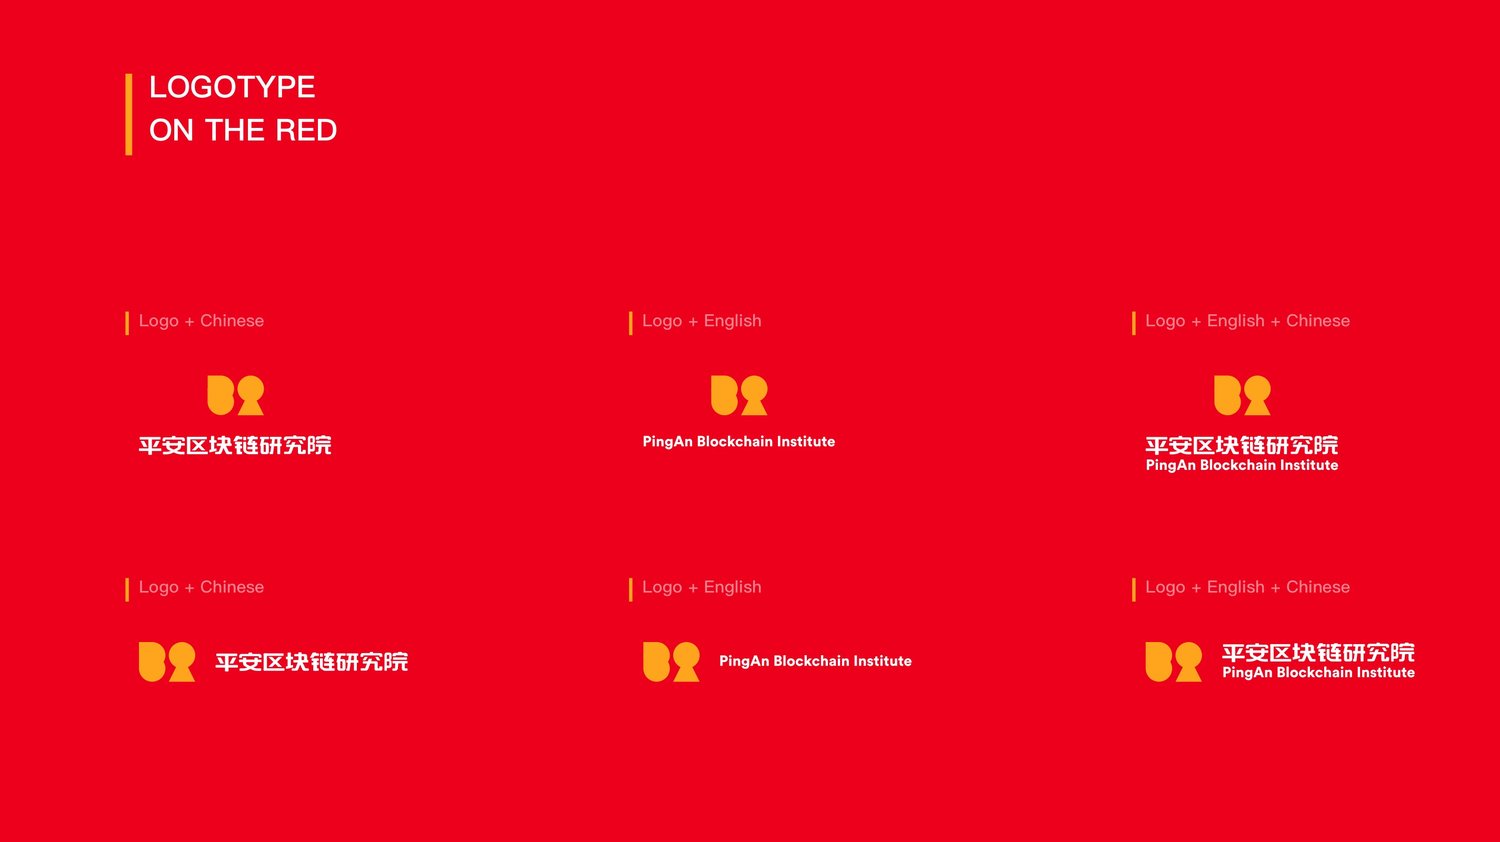 LOGOTYPE
ON THE RED
Logo + Chinese
平安区块链研究院
Logo + English
PingAn Blockchain Institute
Logo + English + Chinese
平安区块链研究院
PingAn Blockchain Institute
Logo + Chinese
平安区块链研究院
Logo + English
PingAn Blockchain Institute
Logo + English + Chinese
平安区块链研究院
PingAn Blockchain Institute